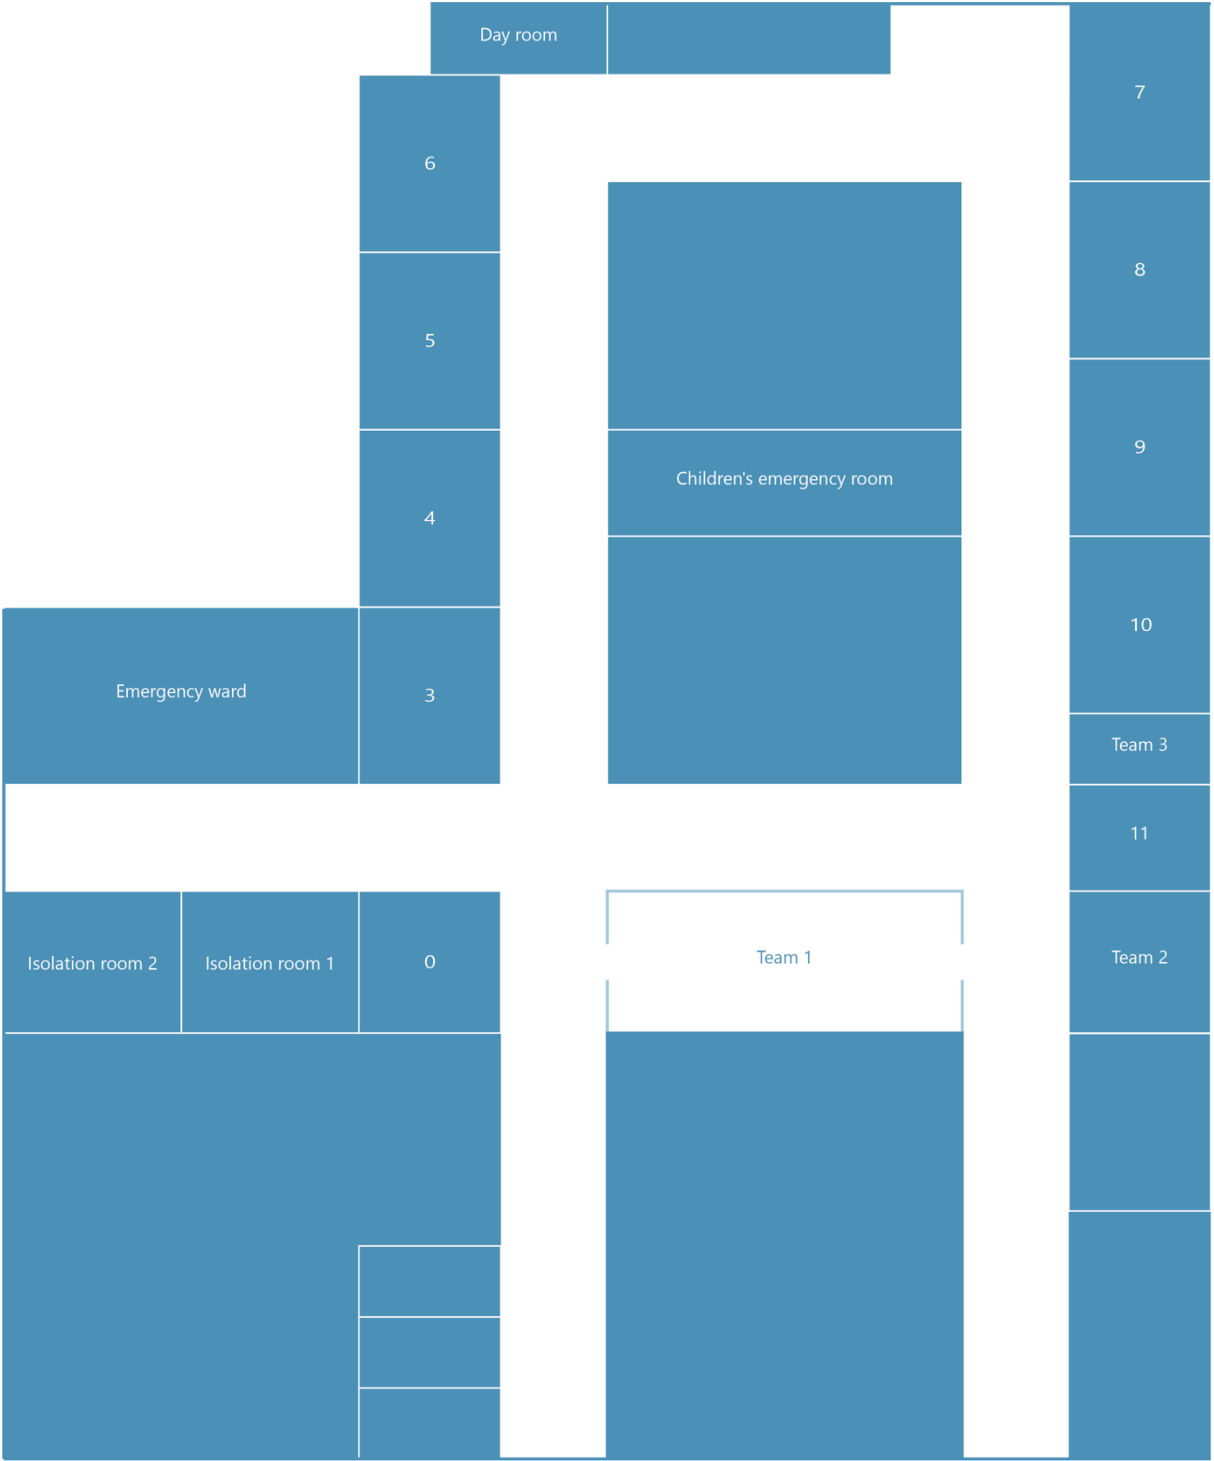 Day room
7
6
8
5
9
Children's emergency room
4
10
Emergency ward
3
Team 3
11
Isolation room 2
Isolation room 1
0
Team 1
Team 2